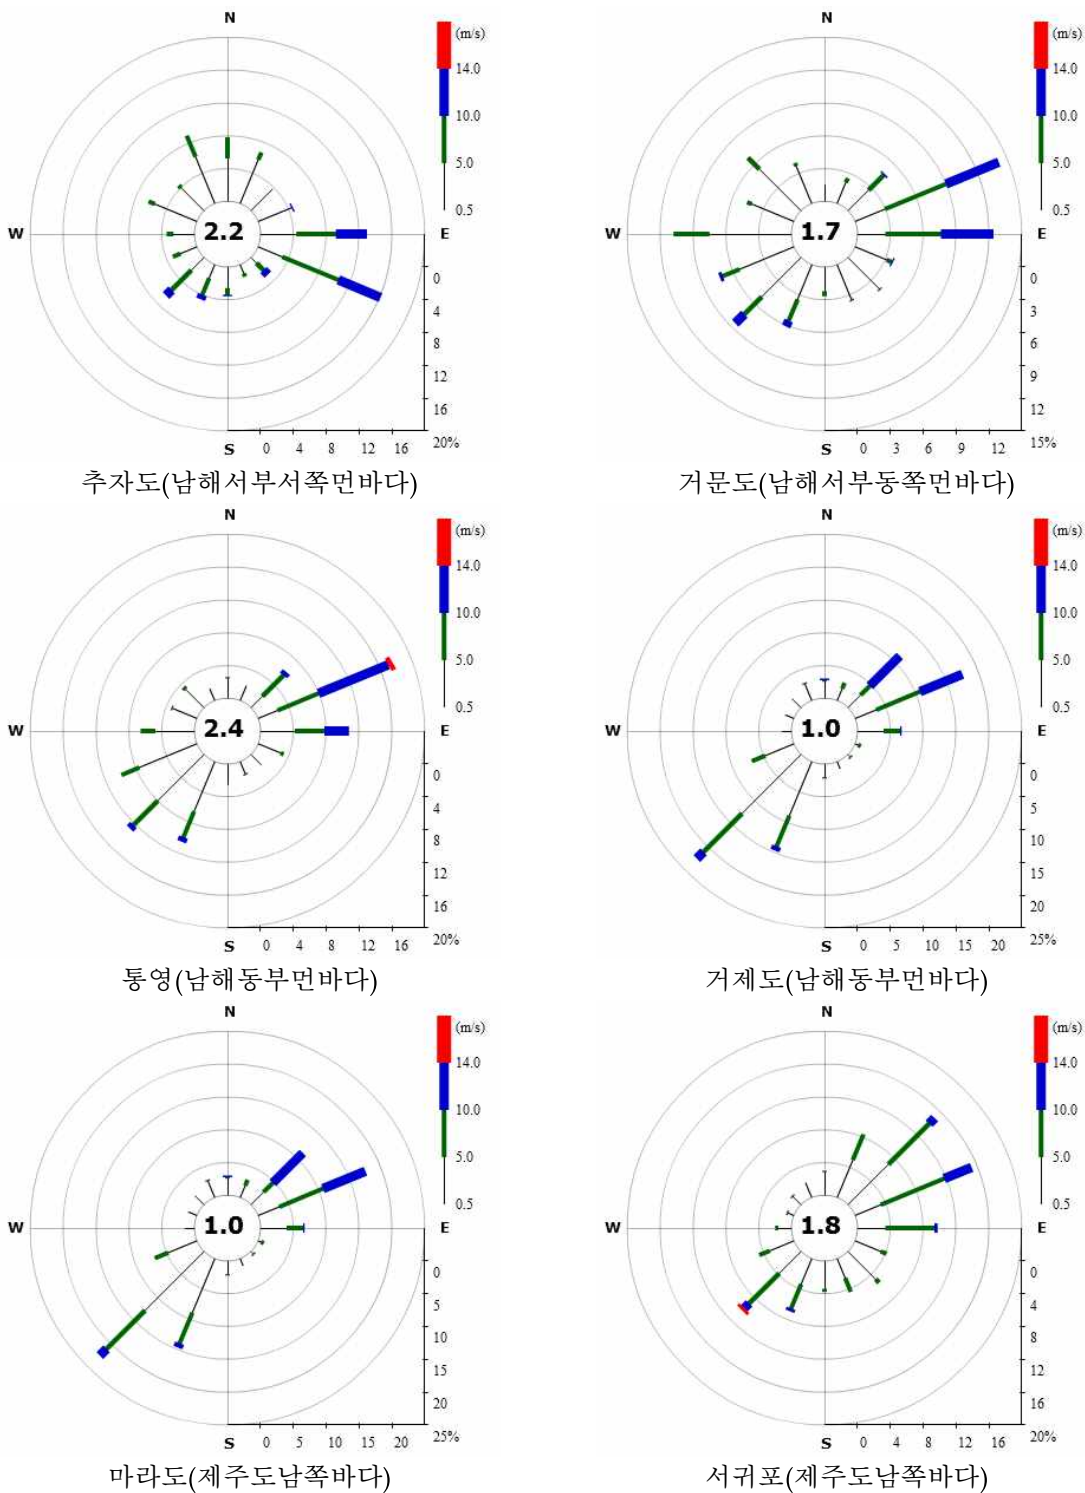 N N
(m/s) (m/s)
14.0 14.0
10.0 10.0
5.0 5.0
0.5 0.5
W 2.2 E W 1.7 E
0 0
4 3
8 6
12 9
16 12
S 0 4 8 12 16 20% S 0 3 6 9 12 15%
추자도(남해서부서쪽먼바다) 거문도(남해서부동쪽먼바다)
N N
(m/s) (m/s)
14.0 14.0
10.0 10.0
5.0 5.0
0.5 0.5
W 2.4 E W 1.0 E
0 0
4 5
8 10
12 15
16 20
S 0 4 8 12 16 20% S 0 5 10 15 20 25%
통영(남해동부먼바다) 거제도(남해동부먼바다)
N N
(m/s) (m/s)
14.0 14.0
10.0 10.0
5.0 5.0
0.5 0.5
W 1.0 E W 1.8 E
0 0
5 4
10 8
15 12
20 16
S 0 5 10 15 20 25% S 0 4 8 12 16 20%
마라도(제주도남쪽바다) 서귀포(제주도남쪽바다)